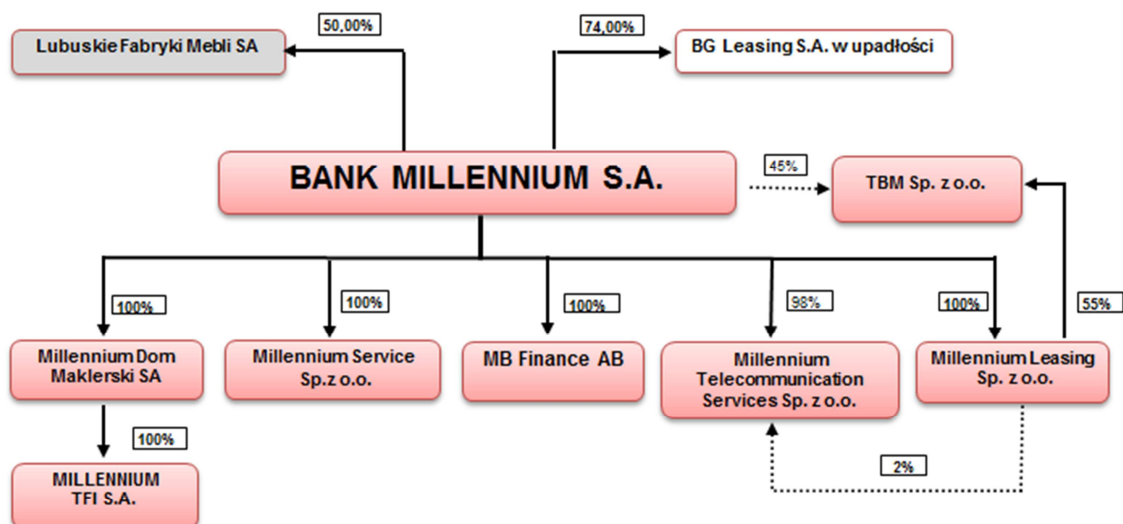 50,00%
74,00%
Lubuskie Fabryki Mebli SA
BG Leasing S.A. w upadłości
BANK MILLENNIUM S.A.
45%
TBM Sp. z o.o.
100%
100%
100%
98%
100%
55%
Millennium Dom
Maklerski SA
Millennium Service
Sp.z o.o.
MB Finance AB
Millennium
Telecommunication
Services Sp. z o.o.
Millennium Leasing
Sp. z o.o.
100%
2%
MILLENNIUM
TFI S.A.